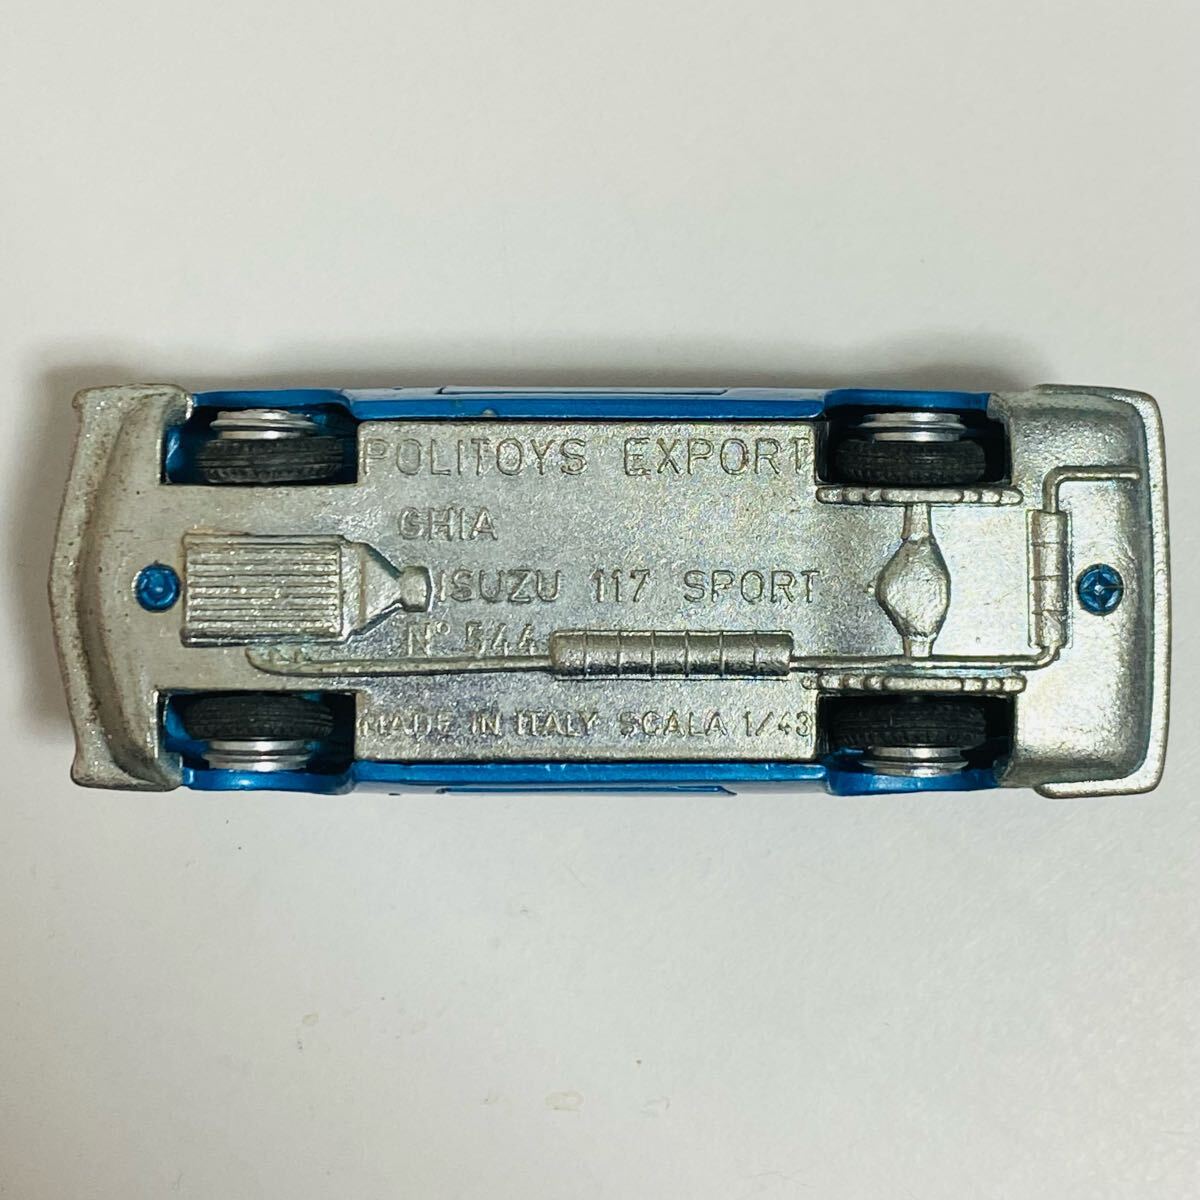 POLITOYS EXPORT
GHIA
ISUZU 117 SPORT
N° 544
MADE IN ITALY SCALA 1/43